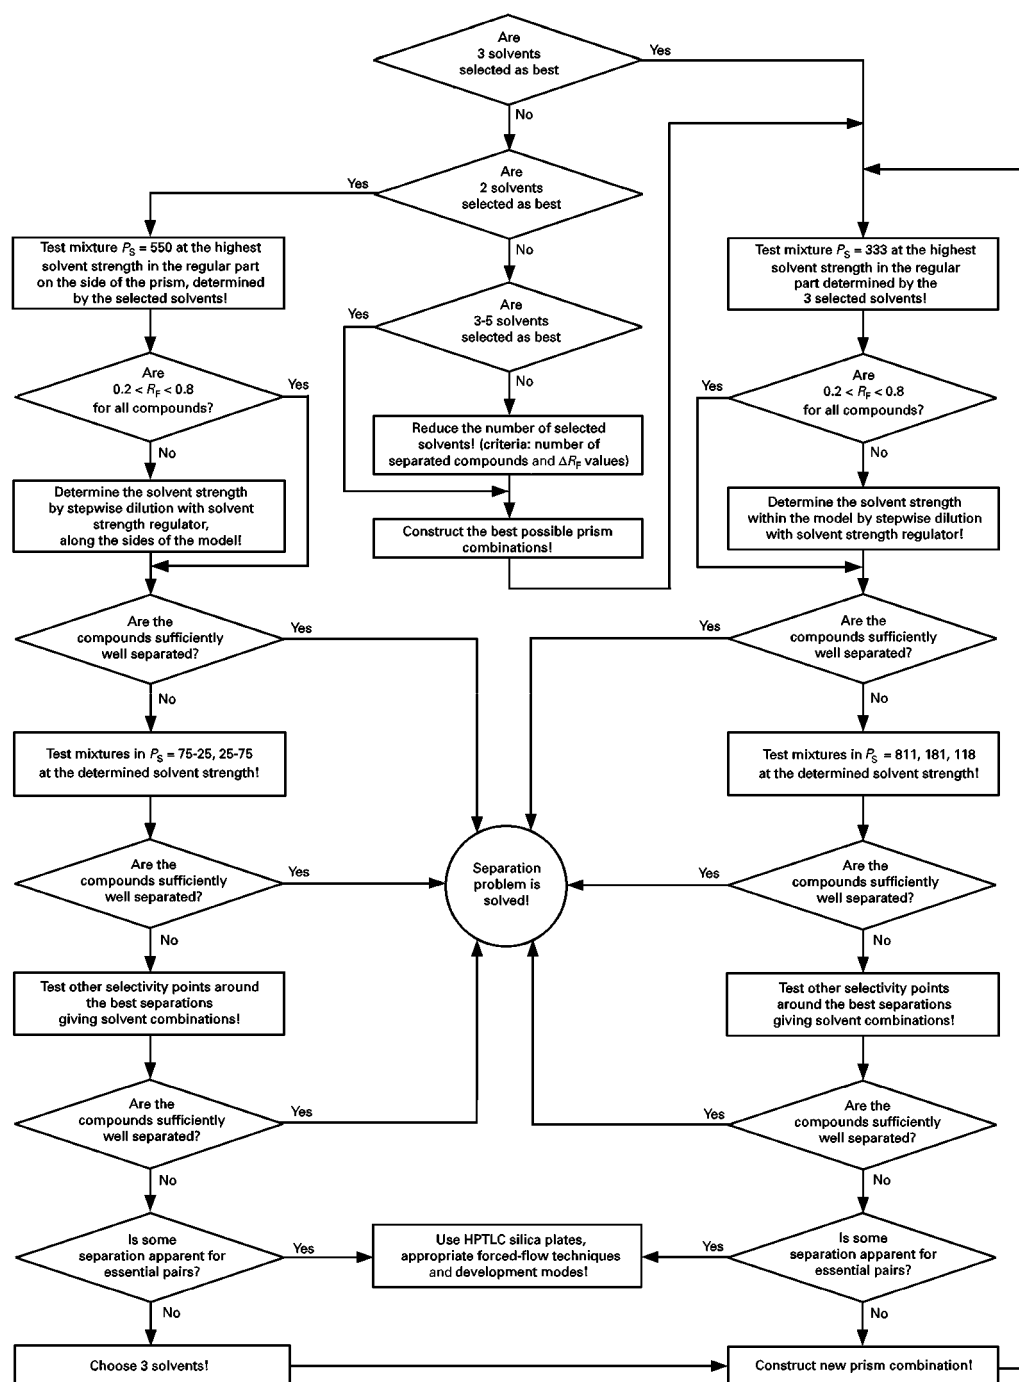 Are
3 solvents
selected as best
Yes
No
Are
2 solvents
selected as best
Yes
No
Test mixture PS = 550 at the highest
solvent strength in the regular part
on the side of the prism, determined
by the selected solvents!
Test mixture PS = 333 at the highest
solvent strength in the regular
part determined by the
3 selected solvents!
Are
3-5 solvents
selected as best
Yes
No
Are
0.2 < RF < 0.8
for all compounds?
Yes
No
Are
0.2 < RF < 0.8
for all compounds?
Yes
No
Reduce the number of selected
solvents! (criteria: number of
separated compounds and ΔRF values)
Determine the solvent strength
by stepwise dilution with solvent
strength regulator,
along the sides of the model!
Construct the best possible prism
combinations!
Determine the solvent strength
within the model by stepwise dilution
with solvent strength regulator!
Are the
compounds sufficiently
well separated?
Yes
No
Are the
compounds sufficiently
well separated?
Yes
No
Test mixtures in PS = 75-25, 25-75
at the determined solvent strength!
Test mixtures in PS = 811, 181, 118
at the determined solvent strength!
Are the
compounds sufficiently
well separated?
Yes
No
Separation
problem is
solved!
Are the
compounds sufficiently
well separated?
Yes
No
Test other selectivity points around
the best separations
giving solvent combinations!
Test other selectivity points
around the best separations
giving solvent combinations!
Are the
compounds sufficiently
well separated?
Yes
No
Are the
compounds sufficiently
well separated?
Yes
No
Is some
separation apparent for
essential pairs?
Yes
No
Use HPTLC silica plates,
appropriate forced-flow techniques
and development modes!
Is some
separation apparent for
essential pairs?
Yes
No
Choose 3 solvents!
Construct new prism combination!